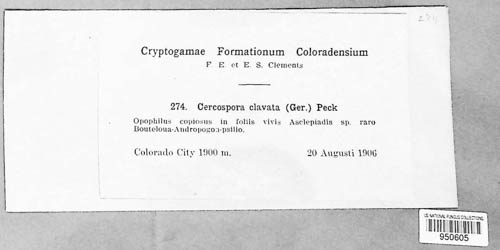 274
Cryptogamae Formationum Coloradensium
F. E. et E. S. Clements
274. Cercospora clavata (Ger.) Peck
Opophilus copiosus in foliis vivis Asclepiadis sp. raro
Bouteloua-Andropogon-psilio.
Colorado City 1900 m. 20 Augusti 1906
US NATIONAL FUNGUS COLLECTIONS
950605